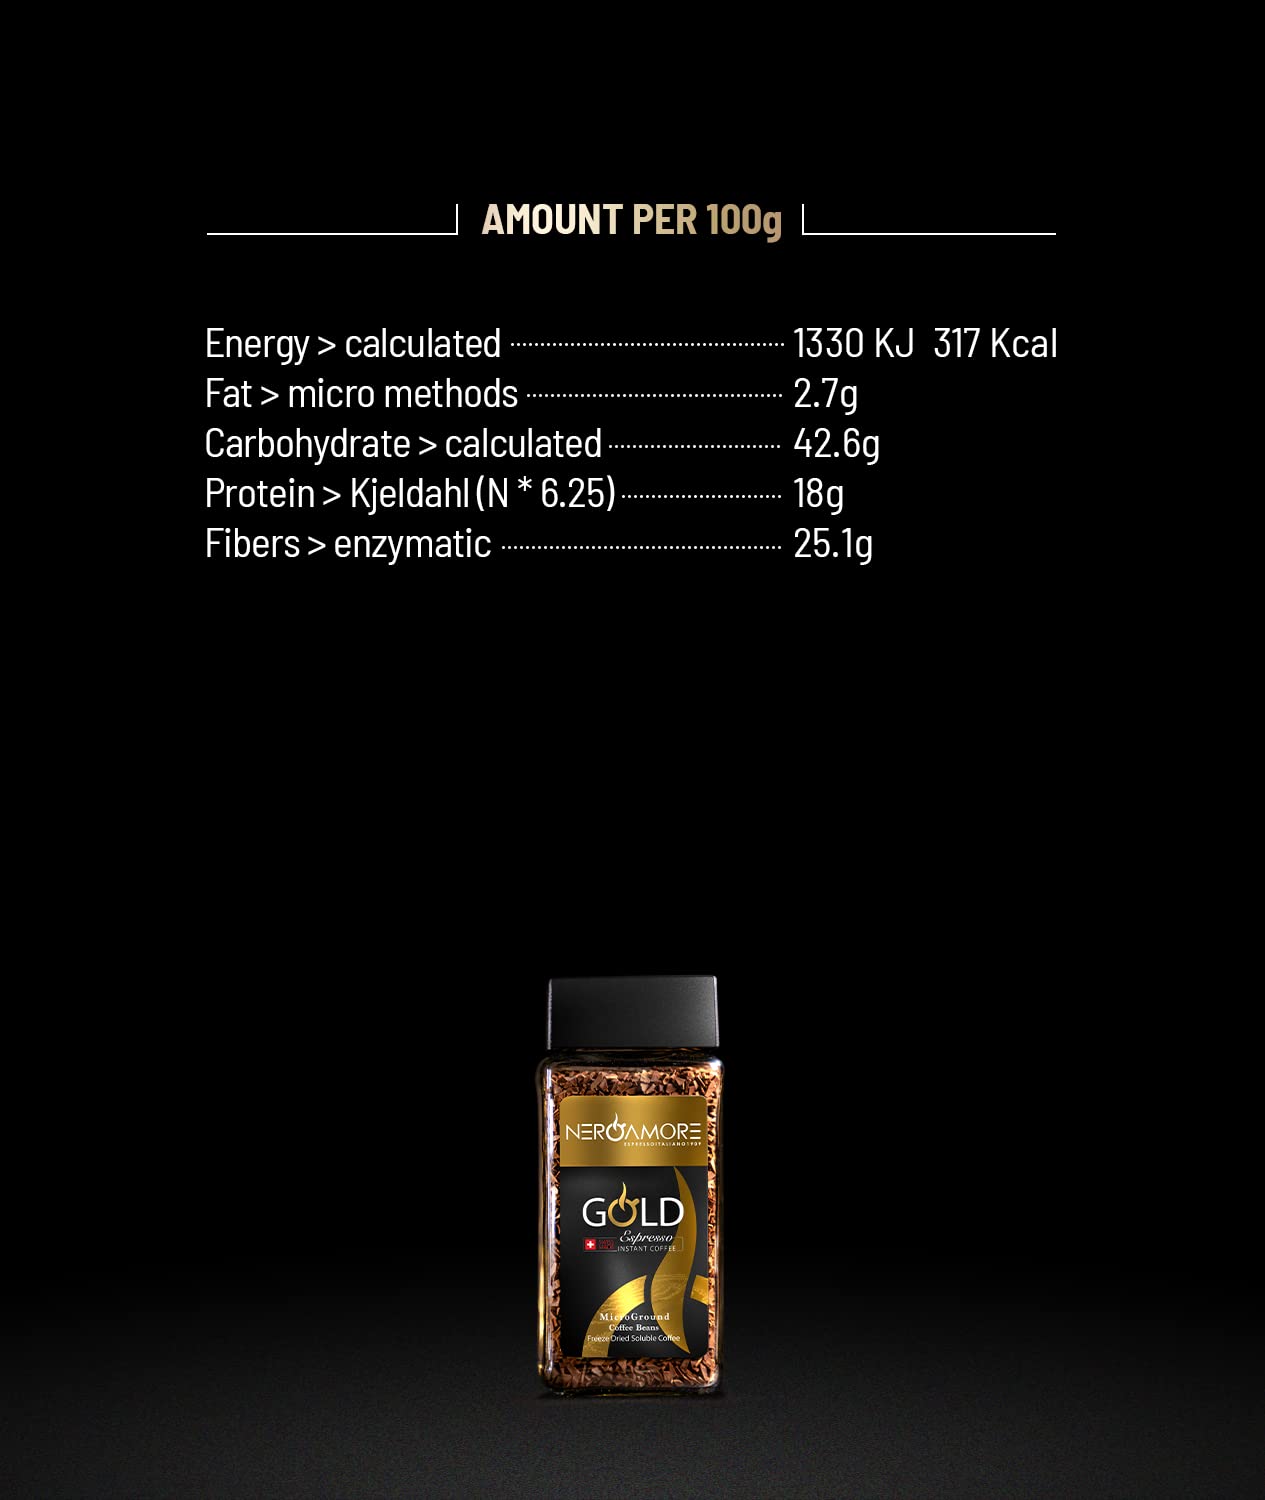 AMOUNT PER 100g
Energy > calculated 1330 KJ 317 Kcal
Fat > micro methods 2.7g
Carbohydrate > calculated 42.6g
Protein > Kjeldahl (N * 6.25) 18g
Fibers > enzymatic 25.1g
NEROAMORE
ESPRESSOITALIANO1909
GOLD
Espresso
INSTANT COFFEE
MicroGround
Coffee Beans
Freeze Dried Soluble Coffee